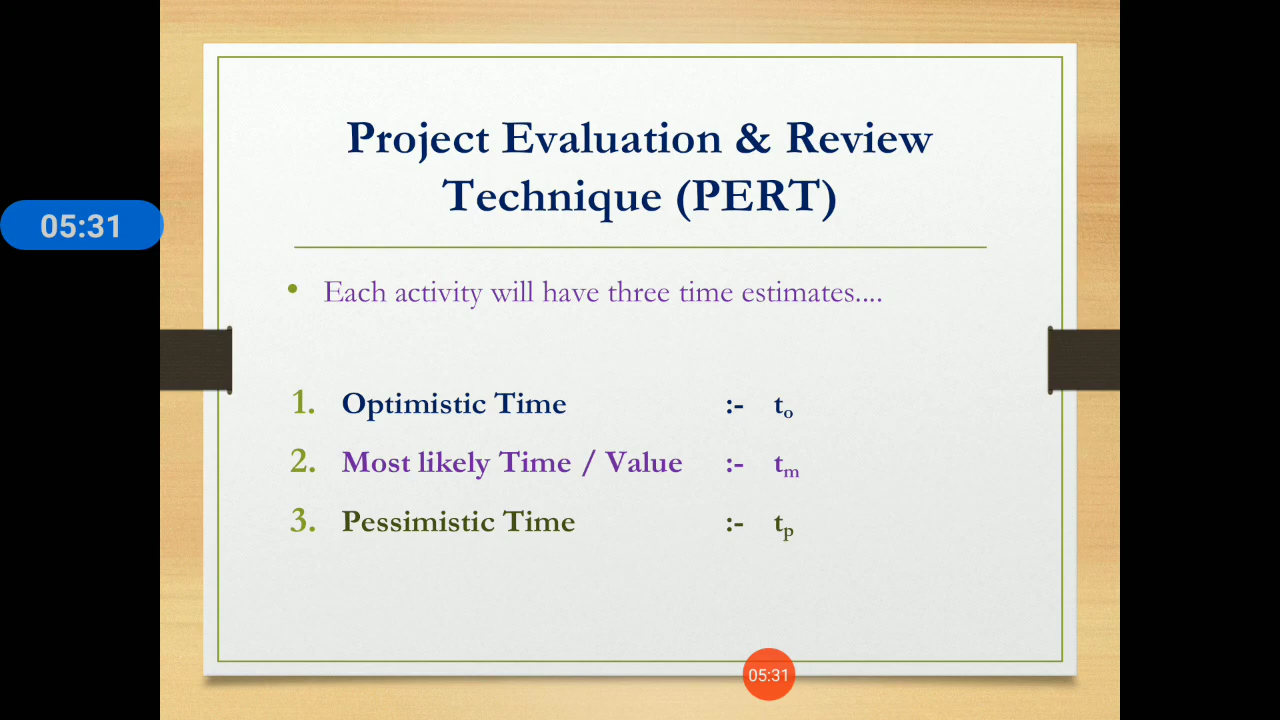 Project Evaluation & Review
Technique (PERT)
05:31
• Each activity will have three time estimates....
1. Optimistic Time :- to
2. Most likely Time / Value :- tm
3. Pessimistic Time :- tp
05:31